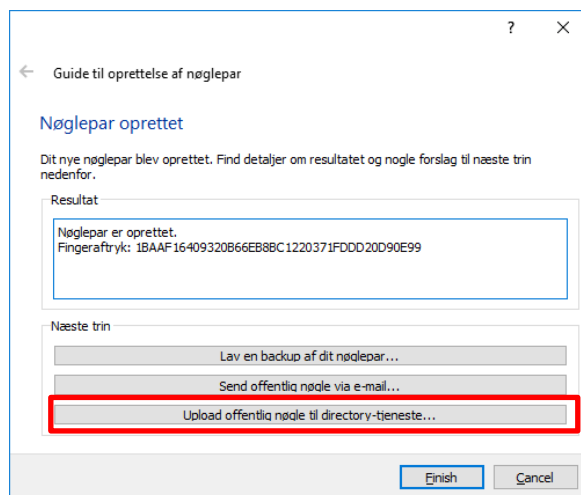 ?
Guide til oprettelse af nøglepar
Nøglepar oprettet
Dit nye nøglepar blev oprettet. Find detaljer om resultatet og nogle forslag til næste trin
nedenfor.
Resultat
Nøglepar er oprettet.
Fingeraftryk: 1BAAF16409320B66EB8BC1220371FDDD20D90E99
Næste trin
Lav en backup af dit nøglepar...
Send offentlig nøgle via e-mail...
Upload offentlig nøgle til directory-tjeneste...
Finish
Cancel